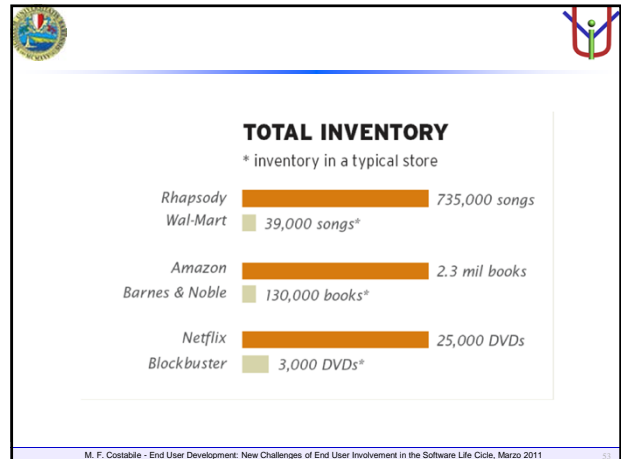 TOTAL INVENTORY
* inventory in a typical store
Rhapsody 735,000 songs
Wal-Mart 39,000 songs*
Amazon 2.3 mil books
Barnes & Noble 130,000 books*
Netflix 25,000 DVDs
Blockbuster 3,000 DVDs*
M. F. Costabile - End User Development: New Challenges of End User Involvement in the Software Life Cicle, Marzo 2011 53